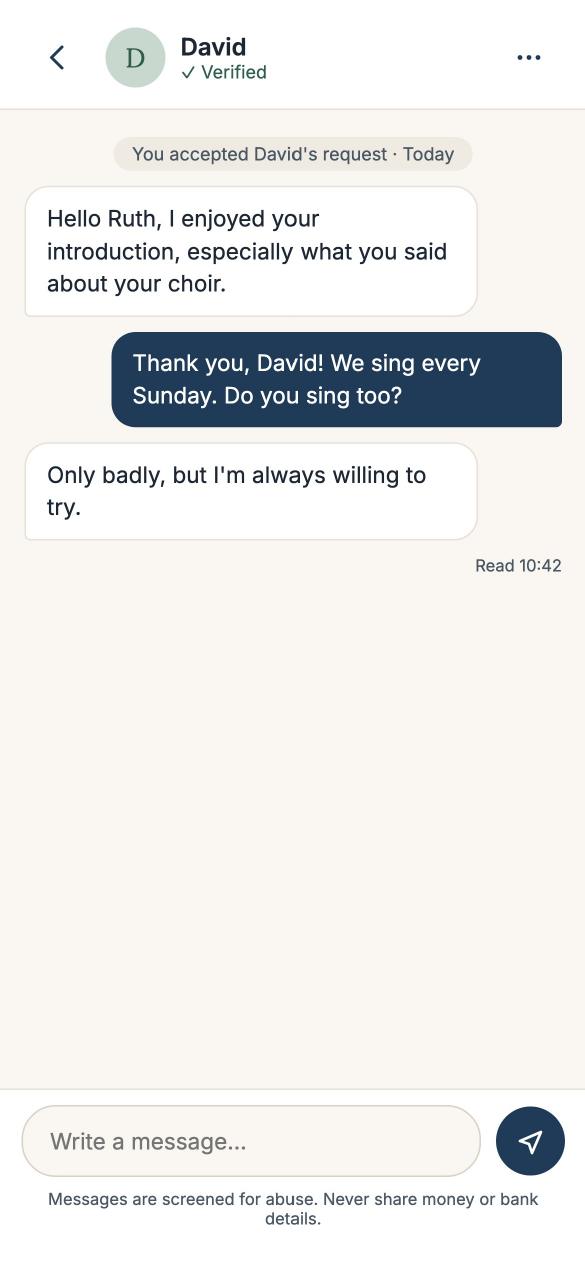 D
David
✓ Verified
You accepted David's request · Today
Hello Ruth, I enjoyed your
introduction, especially what you said
about your choir.
Thank you, David! We sing every
Sunday. Do you sing too?
Only badly, but I'm always willing to
try.
Read 10:42
Write a message...
Messages are screened for abuse. Never share money or bank
details.